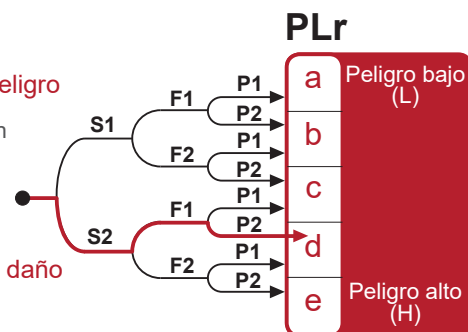 PLr
eligro
S1
F1
P1
P2
F2
P1
P2
S2
F1
P1
P2
F2
P1
P2
daño
a
b
c
d
e
Peligro bajo
(L)
Peligro alto
(H)